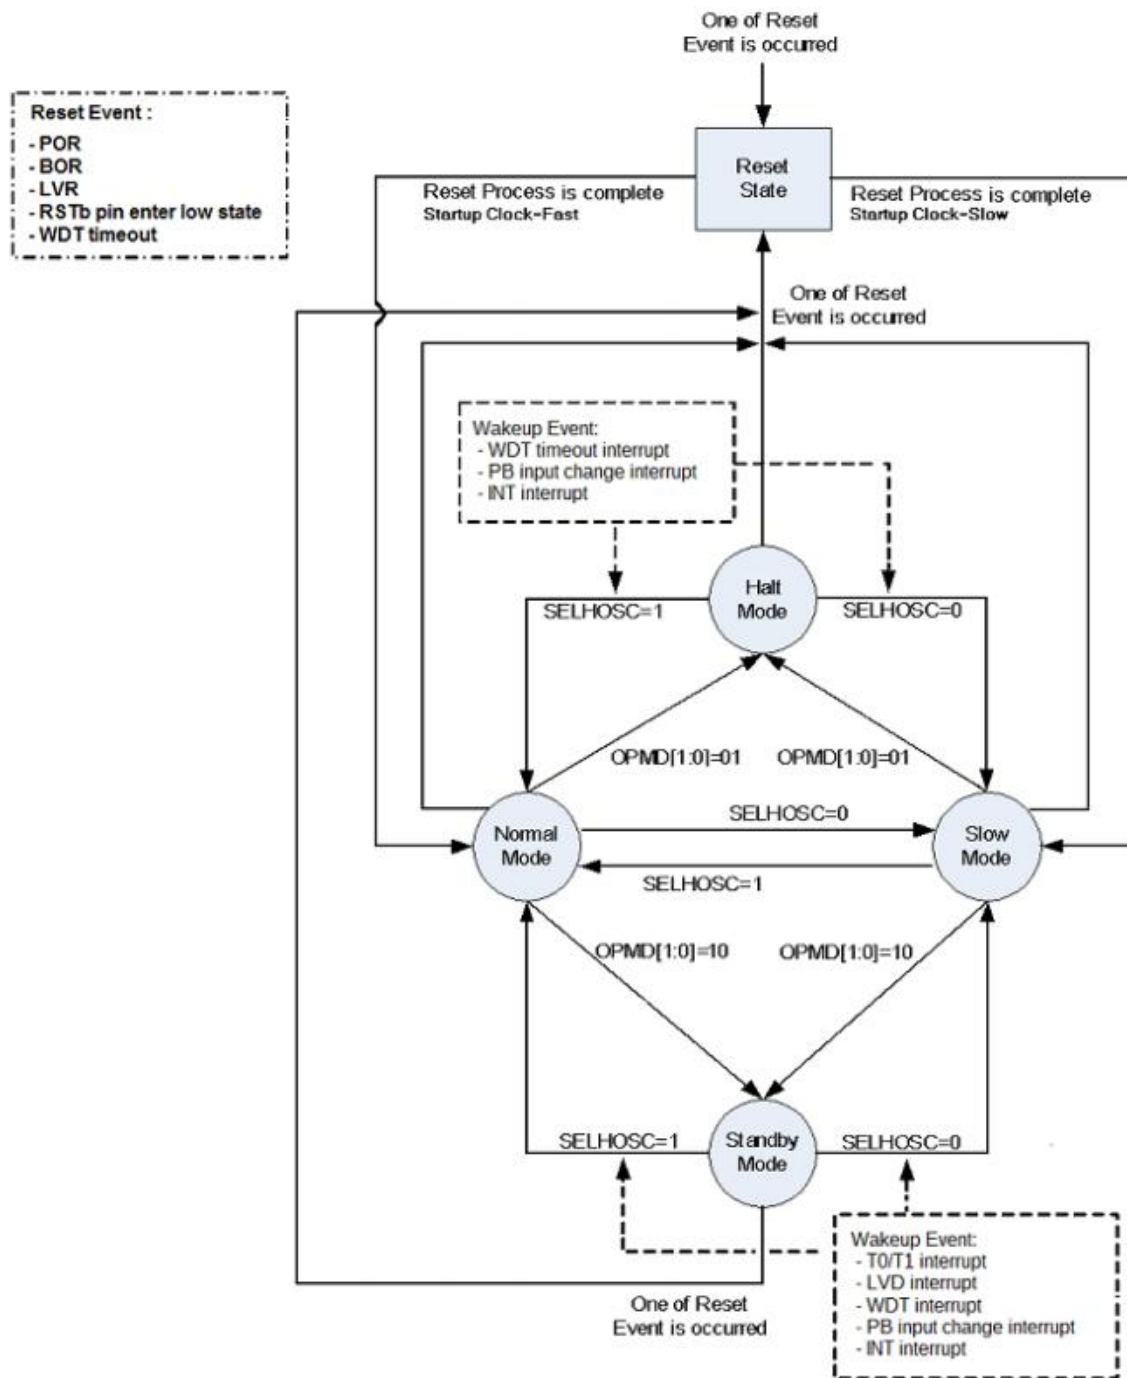 One of Reset
Event is occurred
Reset Event :
- POR
- BOR
- LVR
- RSTb pin enter low state
- WDT timeout
Reset
State
Reset Process is complete
Startup Clock-Fast
Reset Process is complete
Startup Clock-Slow
One of Reset
Event is occurred
Wakeup Event:
- WDT timeout interrupt
- PB input change interrupt
- INT interrupt
Halt
Mode
SELHOSC=1
SELHOSC=0
OPMD[1:0]=01
OPMD[1:0]=01
SELHOSC=0
Normal
Mode
Slow
Mode
SELHOSC=1
OPMD[1:0]=10
OPMD[1:0]=10
SELHOSC=1
Standby
Mode
SELHOSC=0
Wakeup Event:
- T0/T1 interrupt
- LVD interrupt
- WDT interrupt
- PB input change interrupt
- INT interrupt
One of Reset
Event is occurred